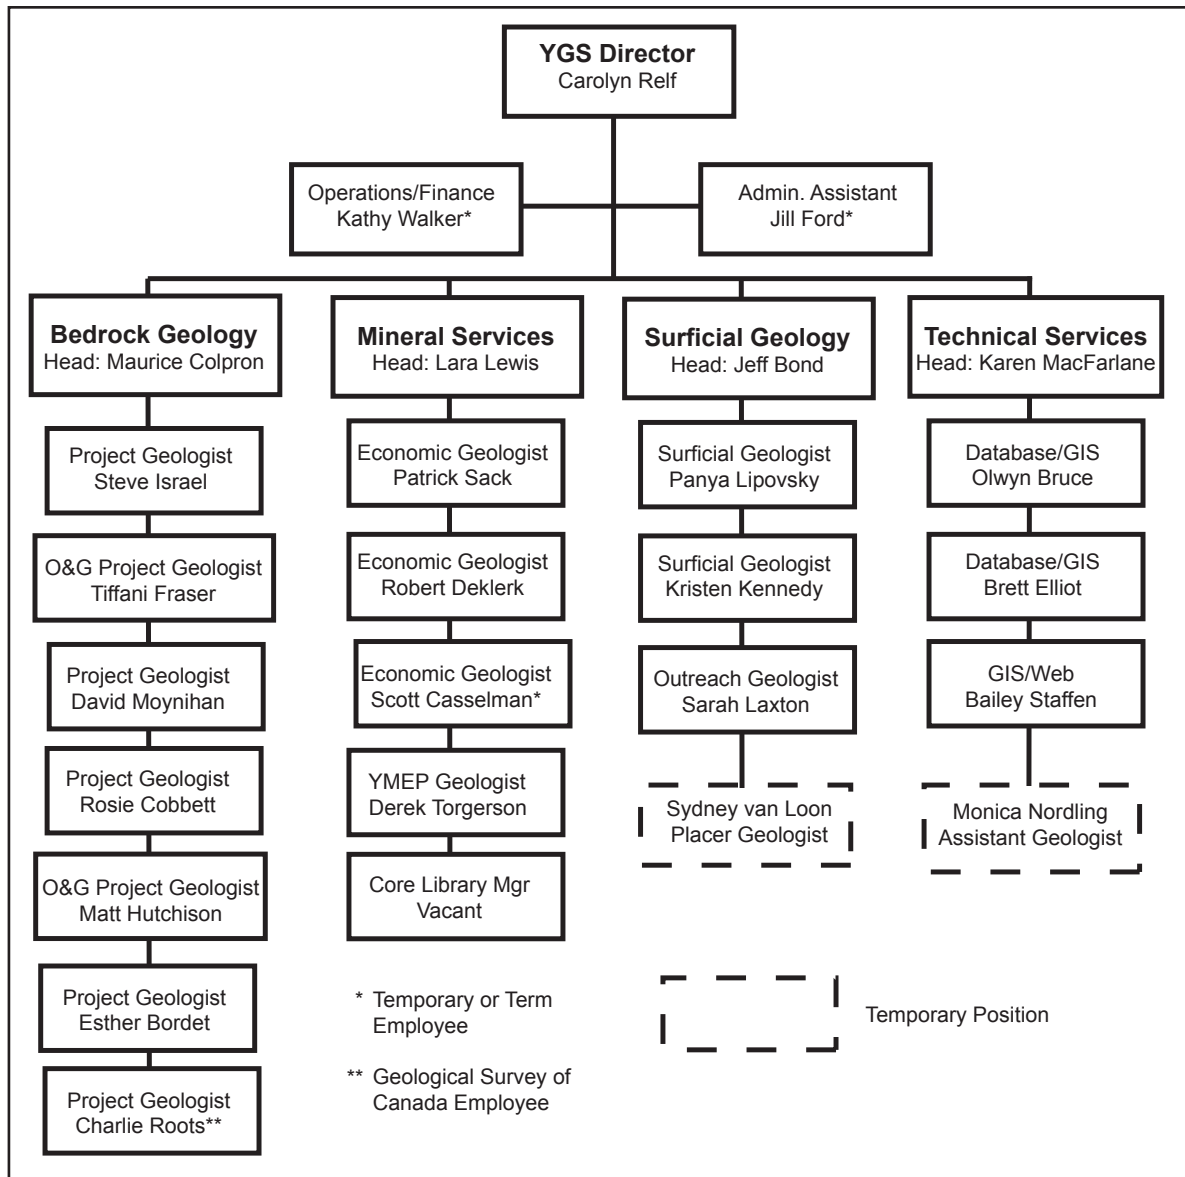 YGS Director
Carolyn Relf
Operations/Finance
Kathy Walker*
Admin. Assistant
Jill Ford*
Bedrock Geology
Head: Maurice Colpron
Project Geologist
Steve Israel
O&G Project Geologist
Tiffani Fraser
Project Geologist
David Moynihan
Project Geologist
Rosie Cobbett
O&G Project Geologist
Matt Hutchison
Project Geologist
Esther Bordet
Project Geologist
Charlie Roots**
Mineral Services
Head: Lara Lewis
Economic Geologist
Patrick Sack
Economic Geologist
Robert Deklerk
Economic Geologist
Scott Casselman*
YMEP Geologist
Derek Torgerson
Core Library Mgr
Vacant
Surficial Geology
Head: Jeff Bond
Surficial Geologist
Panya Lipovsky
Surficial Geologist
Kristen Kennedy
Outreach Geologist
Sarah Laxton
Sydney van Loon
Placer Geologist
Technical Services
Head: Karen MacFarlane
Database/GIS
Olwyn Bruce
Database/GIS
Brett Elliot
GIS/Web
Bailey Staffen
Monica Nordling
Assistant Geologist
* Temporary or Term
Employee
** Geological Survey of
Canada Employee
Temporary Position